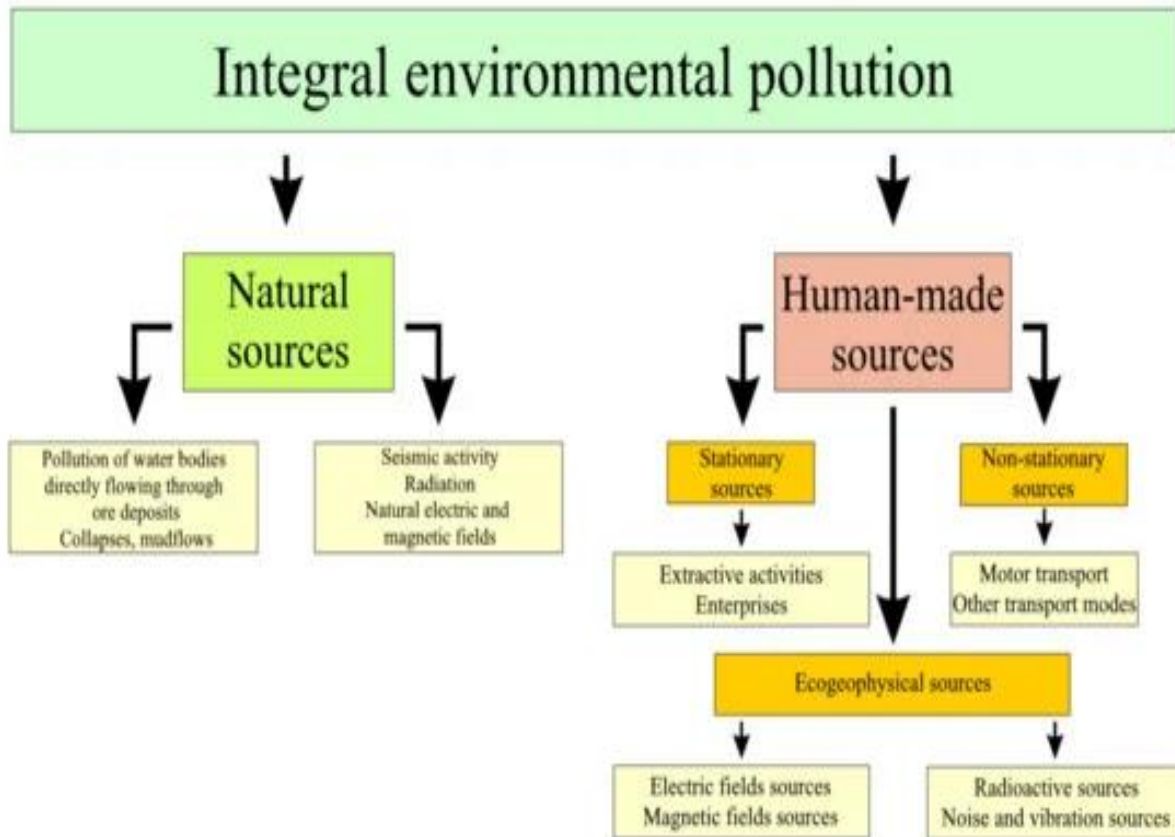 Integral environmental pollution
Natural
sources
Human-made
sources
Pollution of water bodies
directly flowing through
ore deposits
Collapses, mudflows
Seismic activity
Radiation
Natural electric and
magnetic fields
Stationary
sources
Non-stationary
sources
Extractive activities
Enterprises
Motor transport
Other transport modes
Ecogeophysical sources
Electric fields sources
Magnetic fields sources
Radioactive sources
Noise and vibration sources